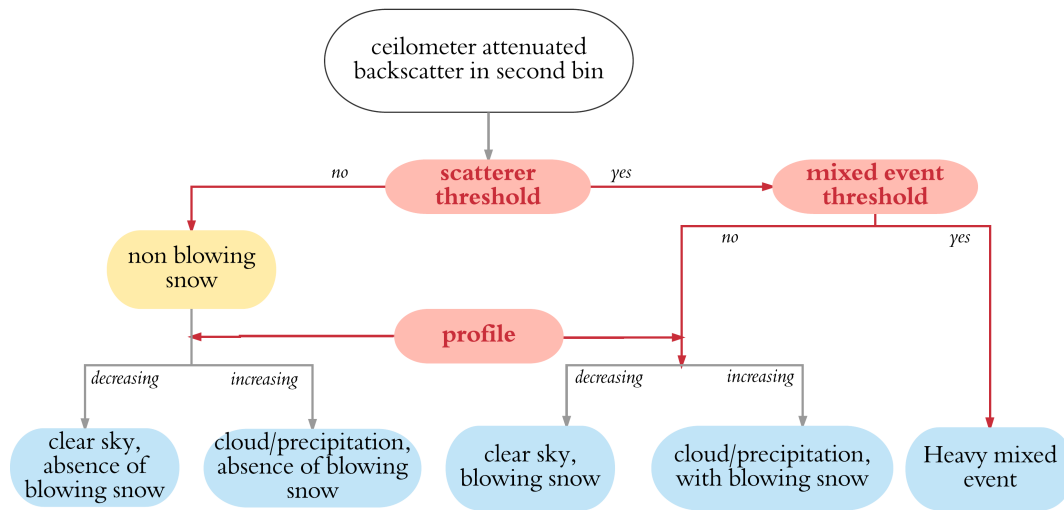 ceilometer attenuated
backscatter in second bin
no
scatterer
threshold
yes
mixed event
threshold
no
yes
non blowing
snow
profile
decreasing
increasing
decreasing
increasing
clear sky,
absence of
blowing snow
cloud/precipitation,
absence of blowing
snow
clear sky,
blowing snow
cloud/precipitation,
with blowing snow
Heavy mixed
event